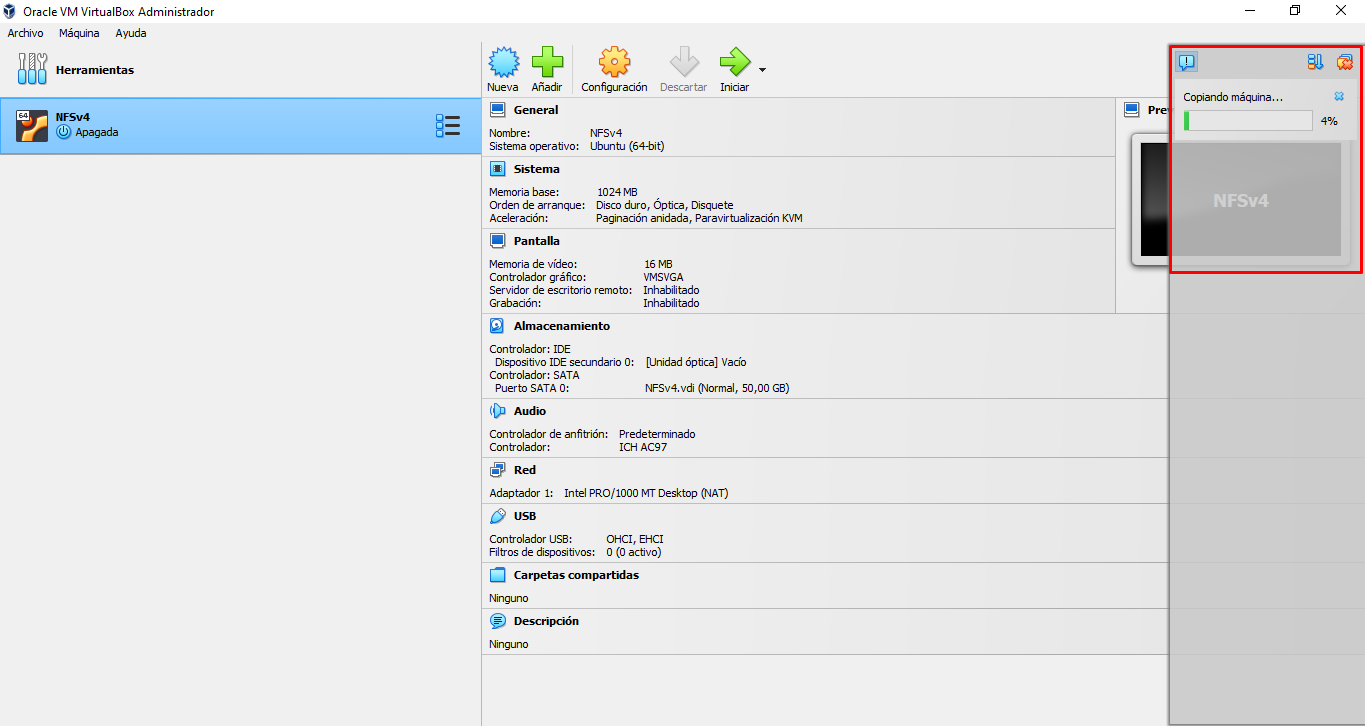 Oracle VM VirtualBox Administrador
Archivo Máquina Ayuda
Herramientas
64
NFSv4
Apagada
Nueva Añadir Configuración Descartar Iniciar
General
Nombre: NFSv4
Sistema operativo: Ubuntu (64-bit)
Sistema
Memoria base: 1024 MB
Orden de arranque: Disco duro, Óptica, Disquete
Aceleración: Paginación anidada, Paravirtualización KVM
Pantalla
Memoria de vídeo: 16 MB
Controlador gráfico: VMSVGA
Servidor de escritorio remoto: Inhabilitado
Grabación: Inhabilitado
Almacenamiento
Controlador: IDE
Dispositivo IDE secundario 0: [Unidad óptica] Vacío
Controlador: SATA
Puerto SATA 0: NFSv4.vdi (Normal, 50,00 GB)
Audio
Controlador de anfitrión: Predeterminado
Controlador: ICH AC97
Red
Adaptador 1: Intel PRO/1000 MT Desktop (NAT)
USB
Controlador USB: OHCI, EHCI
Filtros de dispositivos: 0 (0 activo)
Carpetas compartidas
Ninguno
Descripción
Ninguno
Pre
Copiando máquina...
4%
NFSv4